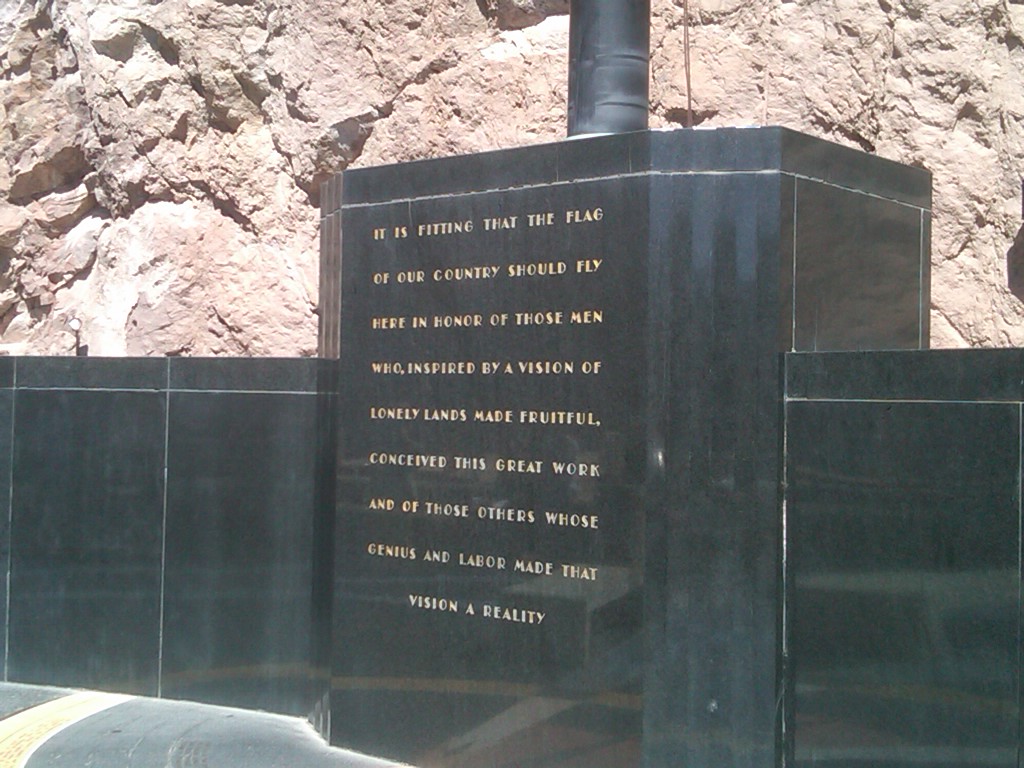 IT IS FITTING THAT THE FLAG
OF OUR COUNTRY SHOULD FLY
HERE IN HONOR OF THOSE MEN
WHO, INSPIRED BY A VISION OF
LONELY LANDS MADE FRUITFUL,
CONCEIVED THIS GREAT WORK
AND OF THOSE OTHERS WHOSE
GENIUS AND LABOR MADE THAT
VISION A REALITY